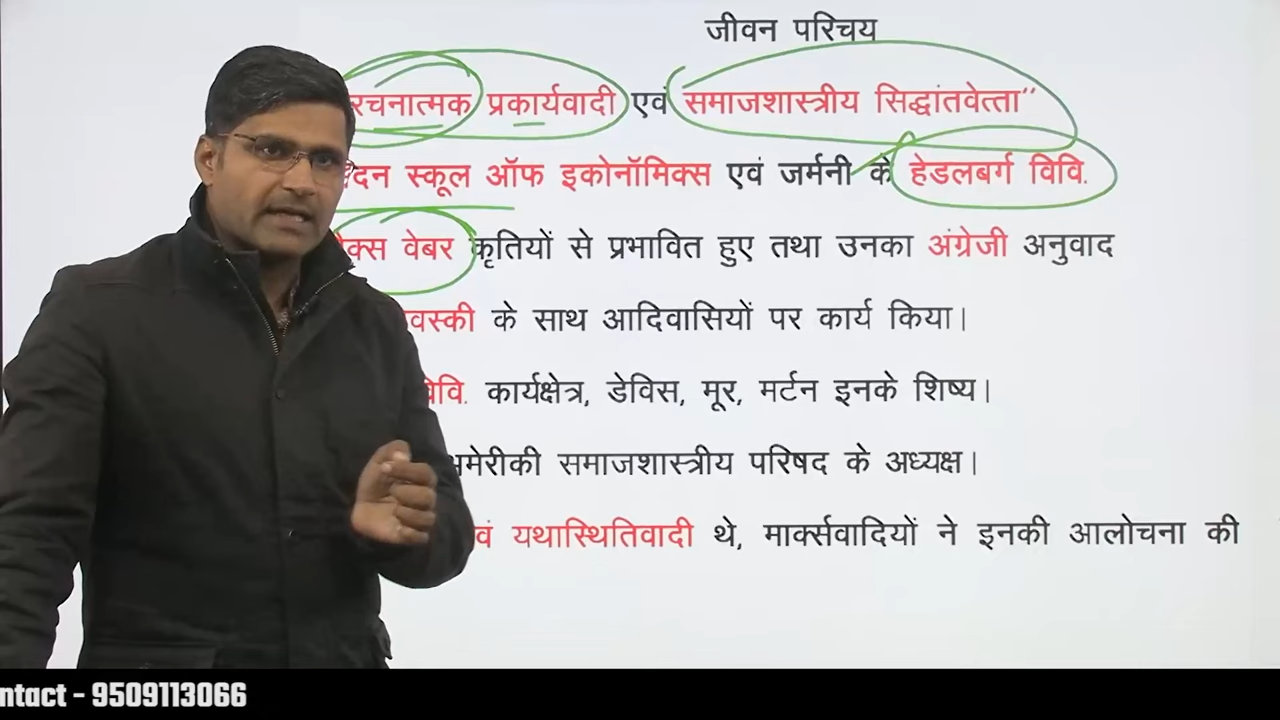 जीवन परिचय
रचनात्मक प्रकार्यवादी एवं समाजशास्त्रीय सिद्धांतवेत्ता"
स्कूल ऑफ इकोनॉमिक्स एवं जर्मनी के हेडलबर्ग विवि.
वेबर कृतियों से प्रभावित हुए तथा उनका अंग्रेजी अनुवाद
वस्की के साथ आदिवासियों पर कार्य किया।
विवि. कार्यक्षेत्र, डेविस, मूर, मर्टन इनके शिष्य।
अमेरीकी समाजशास्त्रीय परिषद के अध्यक्ष।
वं यथास्थितिवादी थे, मार्क्सवादियों ने इनकी आलोचना की
ntact - 9509113066